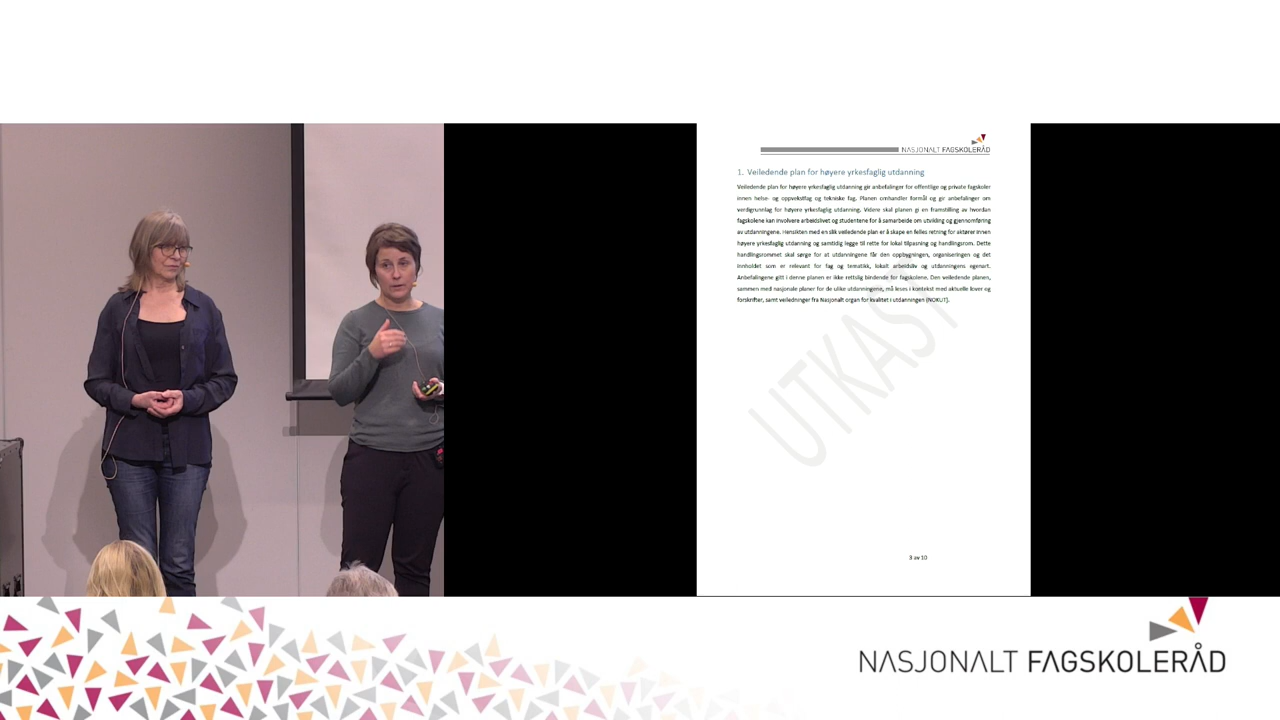 NASJONALT FAGSKOLERÅD
1. Veiledende plan for høyere yrkesfaglig utdanning
Veiledende plan for høyere yrkesfaglig utdanning gir anbefalinger for offentlige og private fagskoler
innen helse- og oppvekstfag og tekniske fag. Planen omhandler formål og gir anbefalinger om
verdigrunnlag for høyere yrkesfaglig utdanning. Videre skal planen gi en framstilling av hvordan
fagskolene kan involvere arbeidslivet og studentene for å samarbeide om utvikling og gjennomføring
av utdanningene. Hensikten med en slik veiledende plan er å skape en felles retning for aktører innen
høyere yrkesfaglig utdanning og samtidig legge til rette for lokal tilpasning og handlingsrom. Dette
handlingsrommet skal sørge for at utdanningene får den oppbygningen, organiseringen og det
innholdet som er relevant for fag og tematikk, lokalt arbeidsliv og utdanningens egenart.
Anbefalingene gitt i denne planen er ikke rettslig bindende for fagskolene. Den veiledende planen,
sammen med nasjonale planer for de ulike utdanningene, må leses i kontekst med aktuelle lover og
forskrifter, samt veiledninger fra Nasjonalt organ for kvalitet i utdanningen (NOKUT).
UTKAST
3 av 10
NASJONALT FAGSKOLERÅD